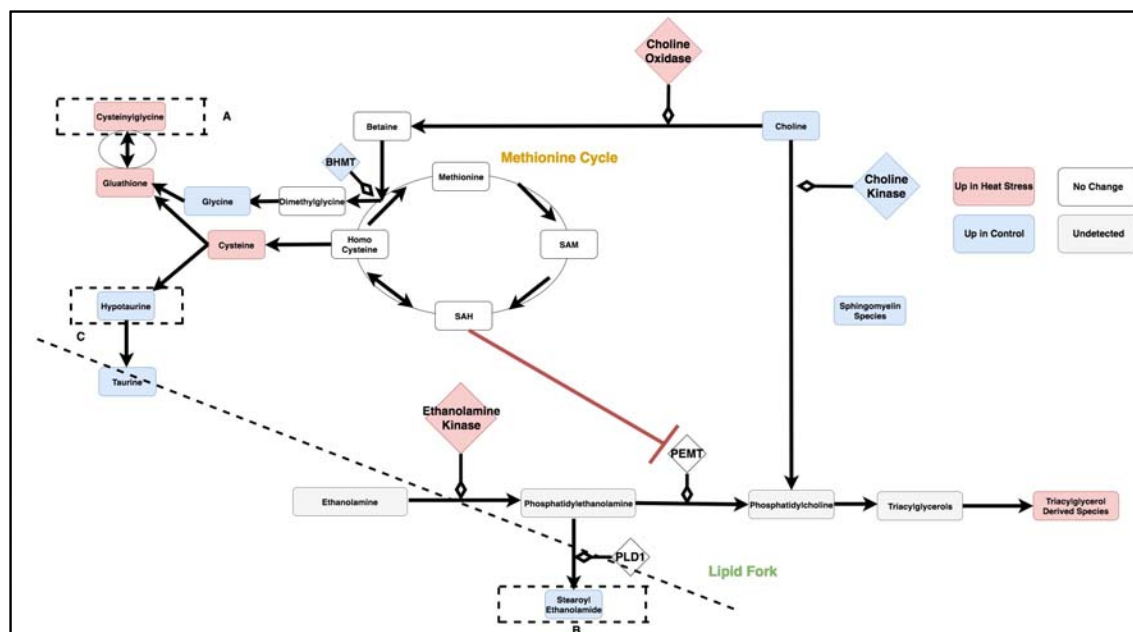 Choline
Oxidase
Cysteinylglycine
A
Betaine
Choline
BHMT
Methionine Cycle
Methionine
Gluathione
Glycine
Dimethylglycine
Choline
Kinase
Up in Heat Stress
No Change
Up in Control
Undetected
Cysteine
Homo
Cysteine
SAM
Hypotaurine
C
SAH
Sphingomyelin
Species
Taurine
Ethanolamine
Kinase
PEMT
Ethanolamine
Phosphatidylethanolamine
Phosphatidylcholine
Triacylglycerols
Triacylglycerol
Derived Species
PLD1
Lipid Fork
Stearoyl
Ethanolamide
B